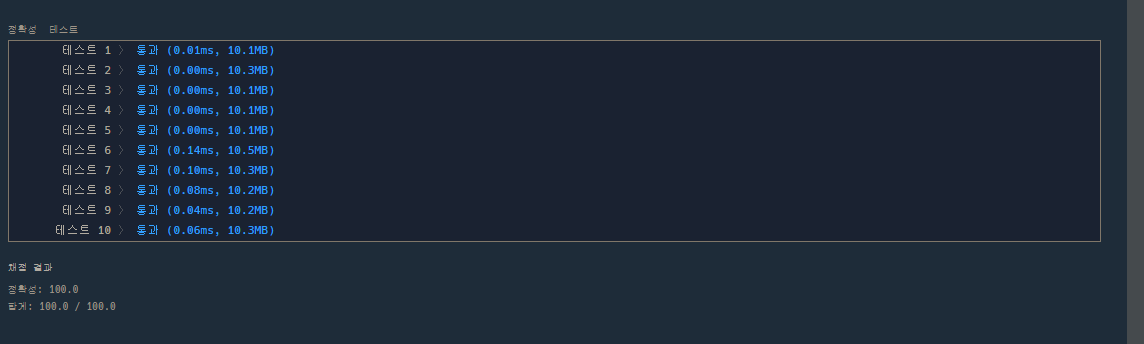 정확성 테스트
테스트 1 〉 통과 (0.01ms, 10.1MB)
테스트 2 〉 통과 (0.00ms, 10.3MB)
테스트 3 〉 통과 (0.00ms, 10.1MB)
테스트 4 〉 통과 (0.00ms, 10.1MB)
테스트 5 〉 통과 (0.00ms, 10.1MB)
테스트 6 〉 통과 (0.14ms, 10.5MB)
테스트 7 〉 통과 (0.10ms, 10.3MB)
테스트 8 〉 통과 (0.08ms, 10.2MB)
테스트 9 〉 통과 (0.04ms, 10.2MB)
테스트 10 〉 통과 (0.06ms, 10.3MB)
채점 결과
정확성: 100.0
합계: 100.0 / 100.0